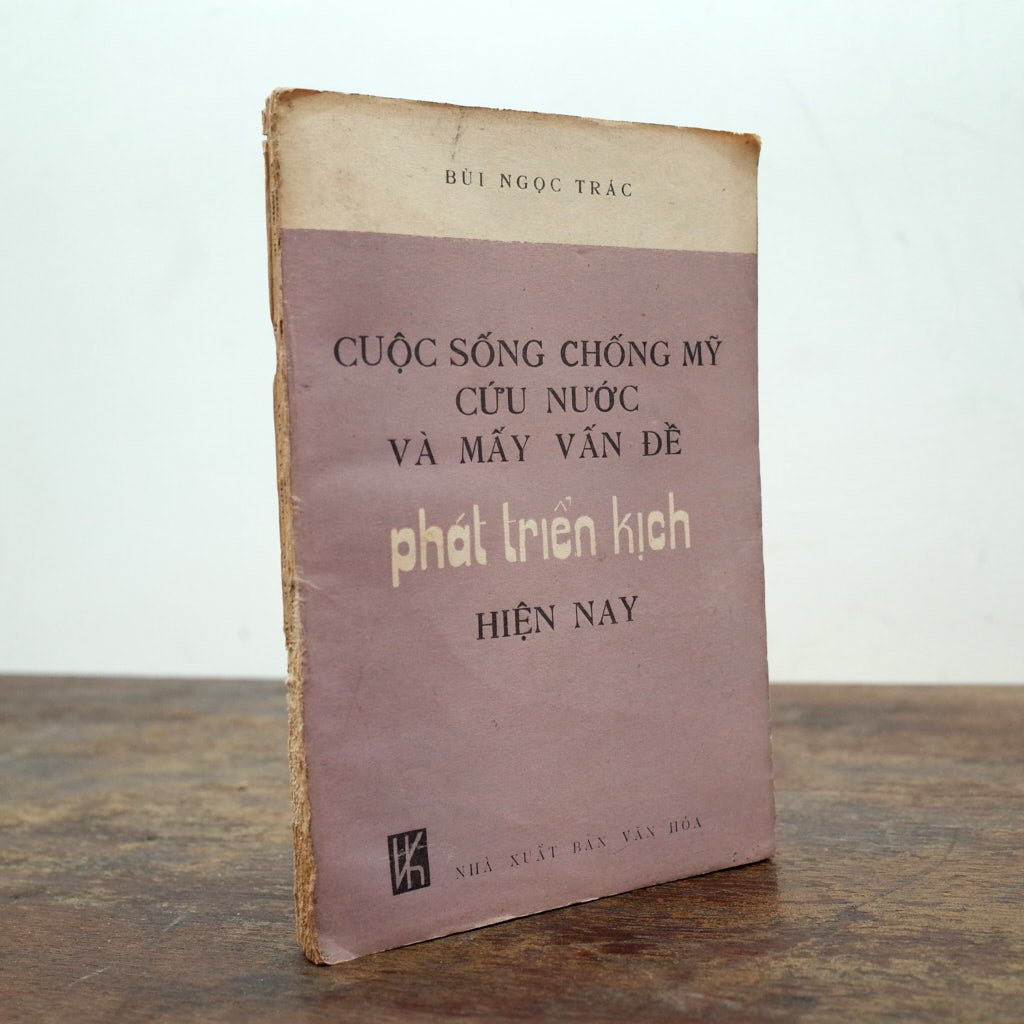 BÙI NGỌC TRÁC
CUỘC SỐNG CHỐNG MỸ
CỨU NƯỚC
VÀ MẤY VẤN ĐỀ
phát triển kịch
HIỆN NAY
NHÀ XUẤT BẢN VĂN HÓA